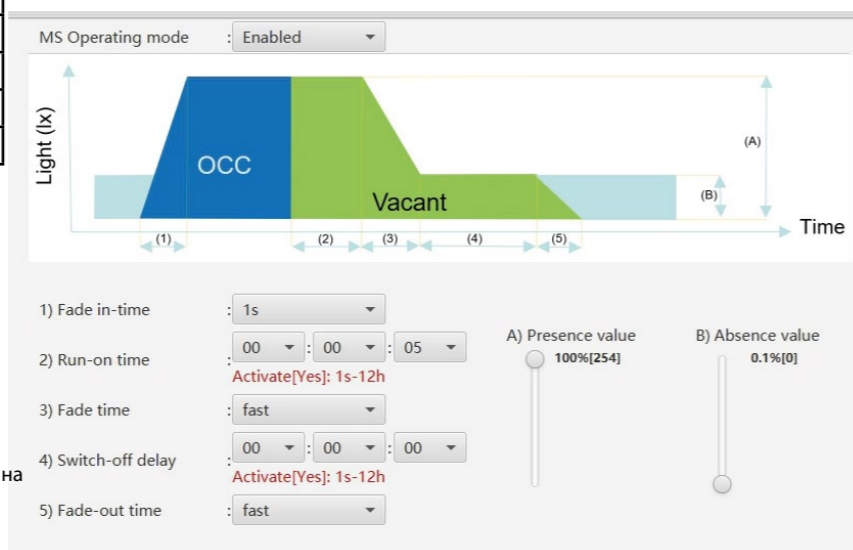 MS Operating mode : Enabled
Light (lx)
OCC
Vacant
(A)
(B)
Time
(1) (2) (3) (4) (5)
1) Fade in-time : 1s
2) Run-on time : 00 : 00 : 05
Activate[Yes]: 1s-12h
3) Fade time : fast
4) Switch-off delay : 00 : 00 : 00
Activate[Yes]: 1s-12h
5) Fade-out time : fast
A) Presence value
100%[254]
B) Absence value
0.1%[0]
на